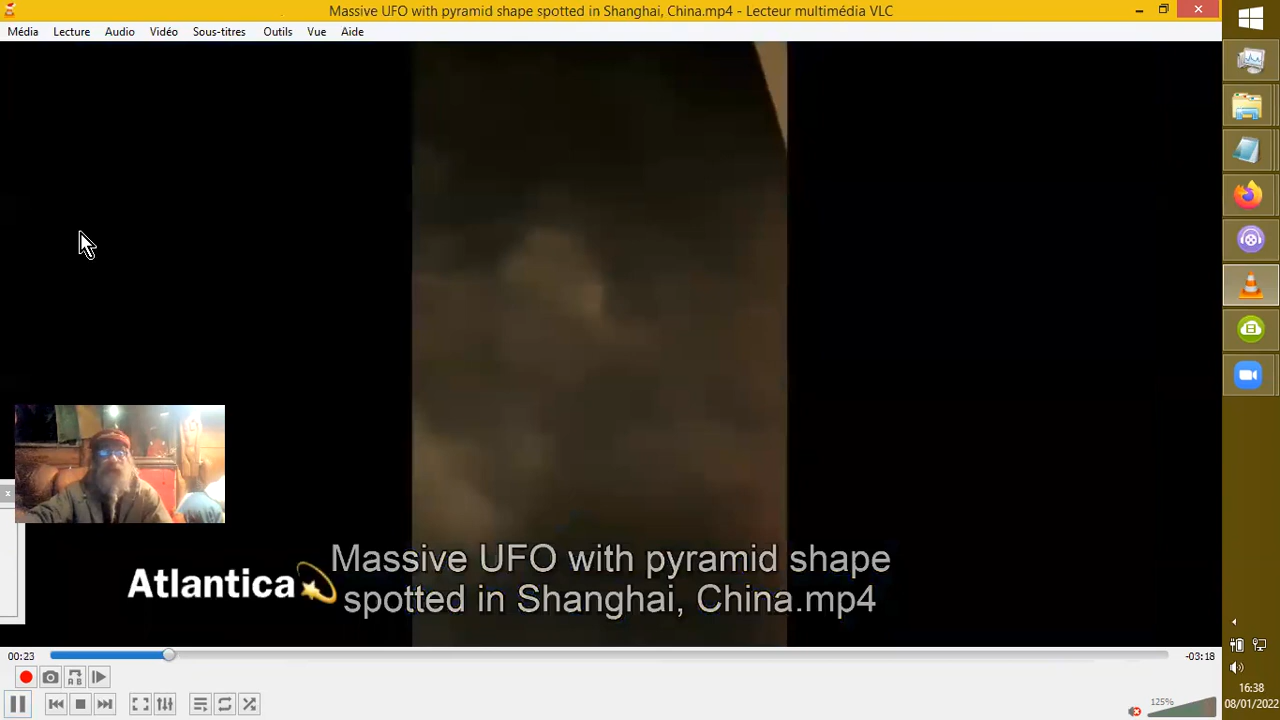 Massive UFO with pyramid shape spotted in Shanghai, China.mp4 - Lecteur multimédia VLC
Média Lecture Audio Vidéo Sous-titres Outils Vue Aide
Atlantica
Massive UFO with pyramid shape
spotted in Shanghai, China.mp4
00:23
-03:18
A B
125%
16:38
08/01/2022